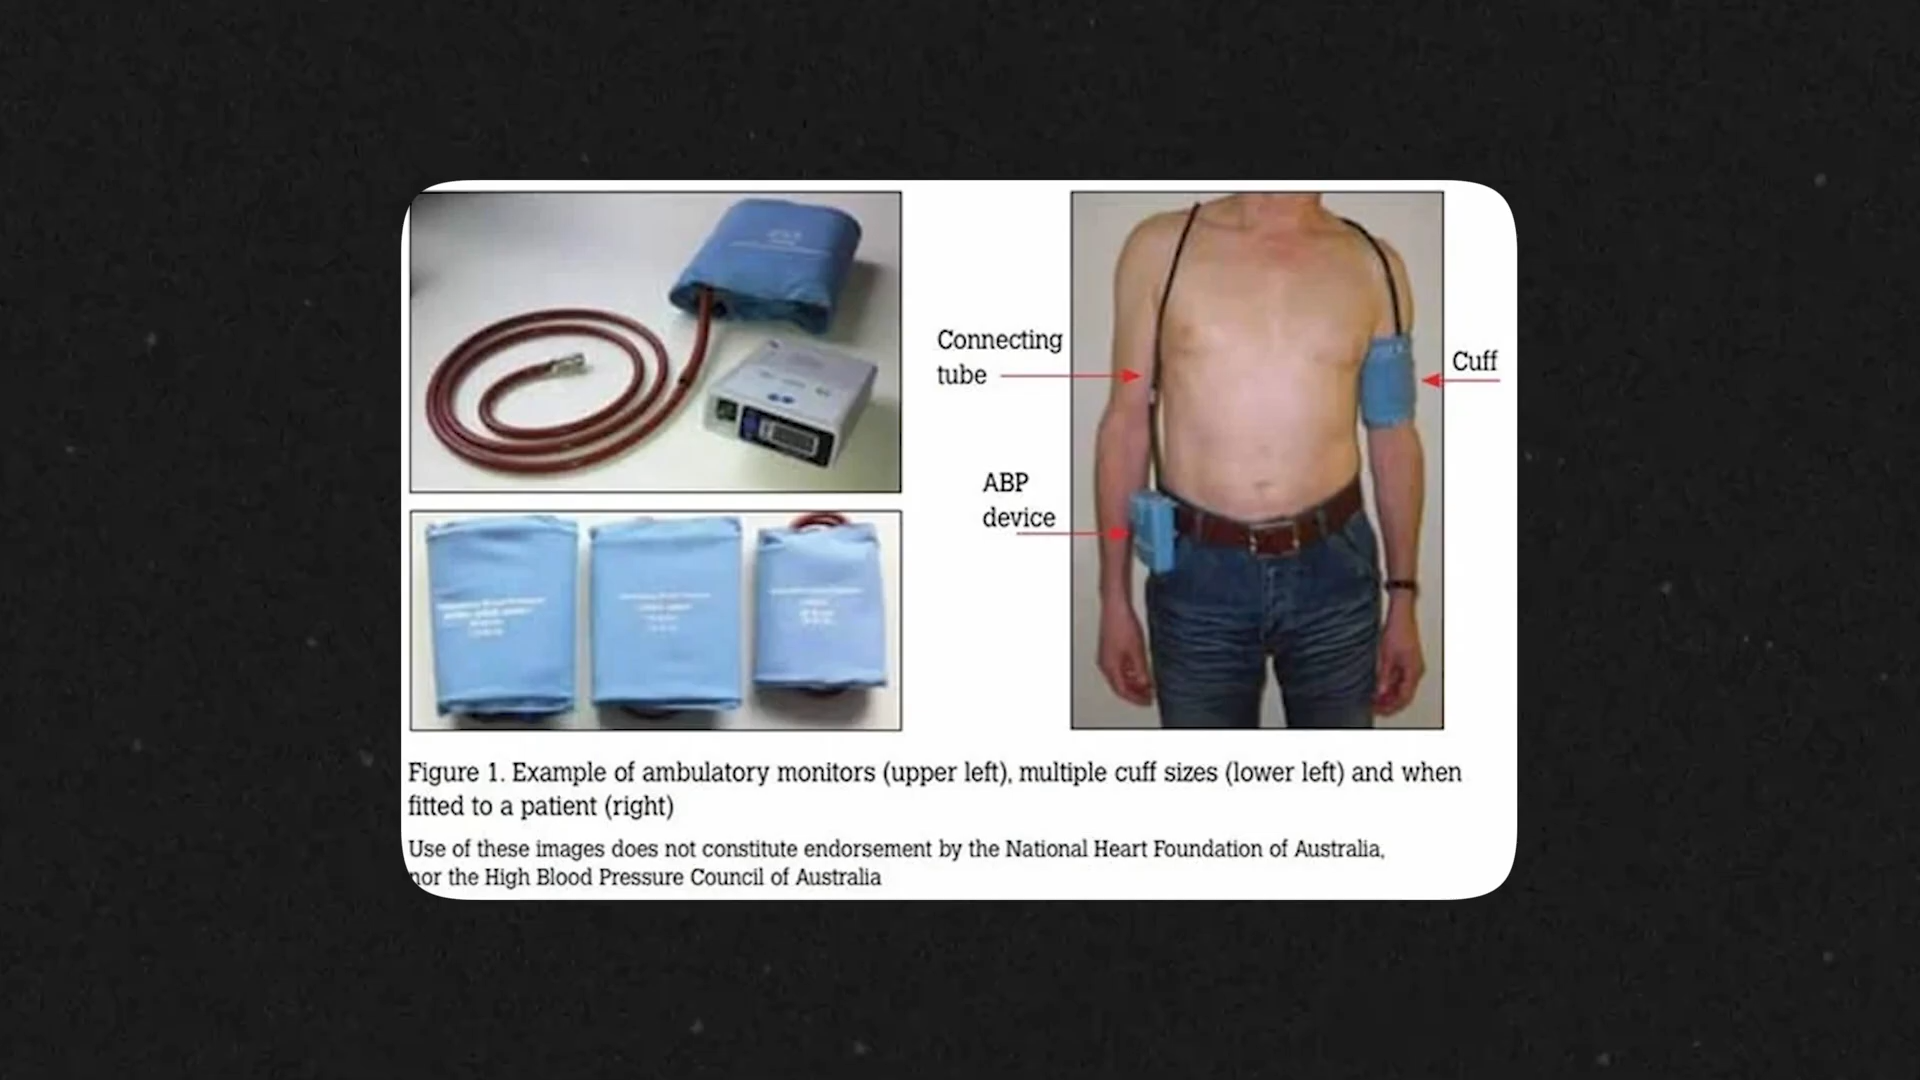 Connecting
tube
Cuff
ABP
device
Figure 1. Example of ambulatory monitors (upper left), multiple cuff sizes (lower left) and when
fitted to a patient (right)
Use of these images does not constitute endorsement by the National Heart Foundation of Australia,
nor the High Blood Pressure Council of Australia